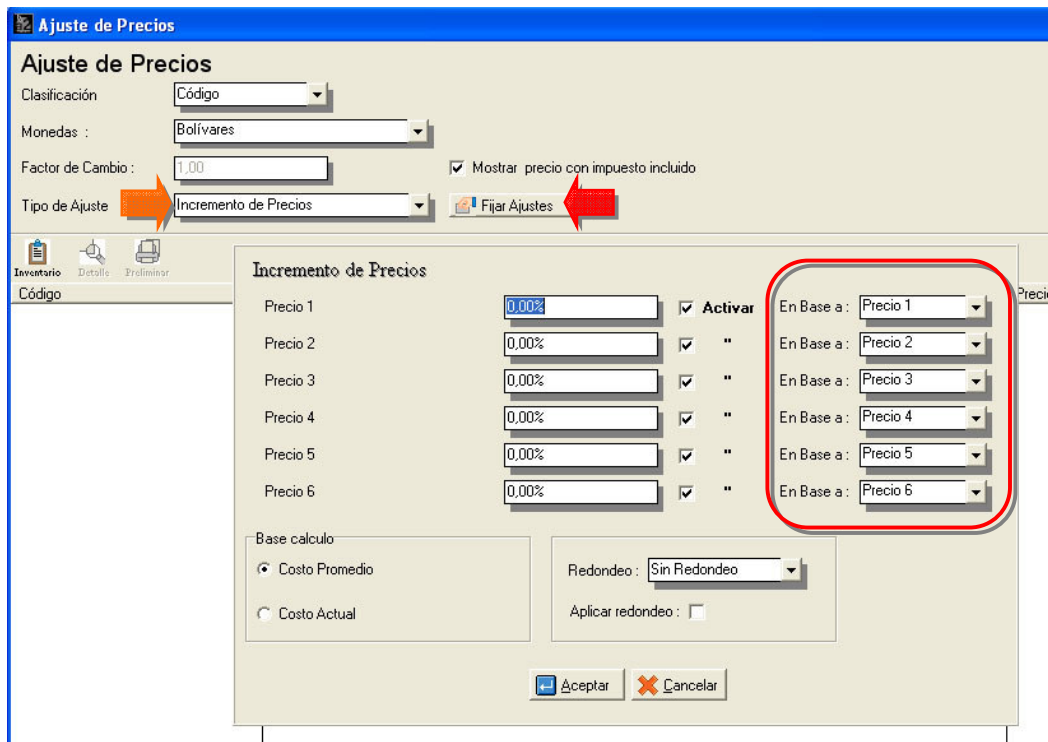 Ajuste de Precios
Ajuste de Precios
Clasificación Código
Monedas : Bolívares
Factor de Cambio : 1,00 Mostrar precio con impuesto incluido
Tipo de Ajuste Incremento de Precios Fijar Ajustes
Inventario Detalle Preliminar
Código Precio
Incremento de Precios
Precio 1 0,00% Activar En Base a : Precio 1
Precio 2 0,00% " En Base a : Precio 2
Precio 3 0,00% " En Base a : Precio 3
Precio 4 0,00% " En Base a : Precio 4
Precio 5 0,00% " En Base a : Precio 5
Precio 6 0,00% " En Base a : Precio 6
Base calculo
Costo Promedio Redondeo : Sin Redondeo
Costo Actual Aplicar redondeo :
Aceptar Cancelar